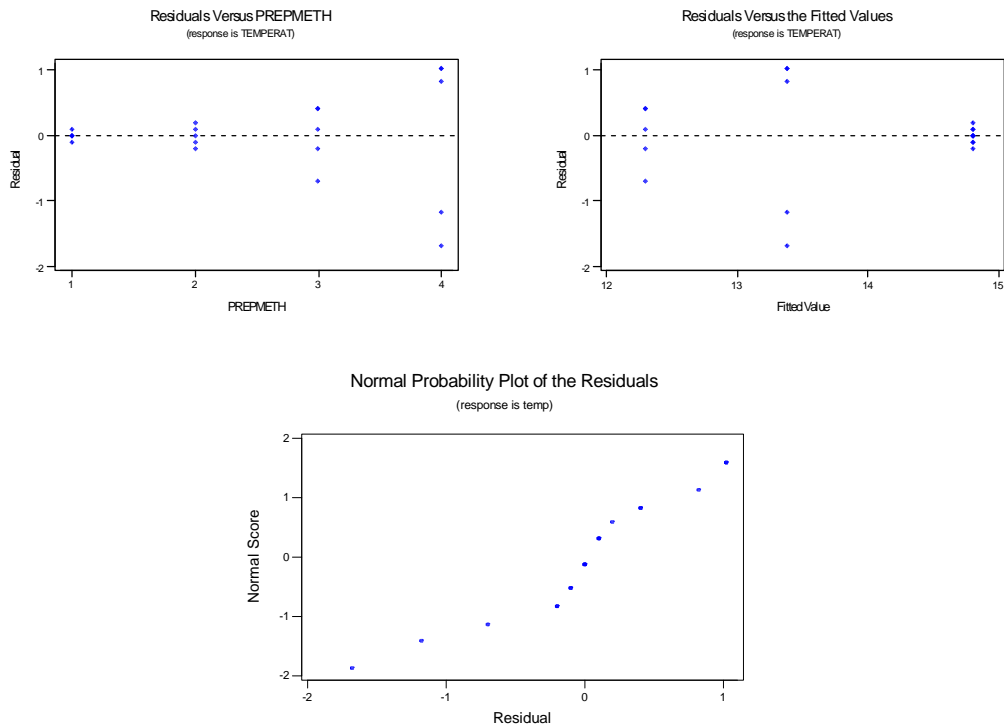 Residuals Versus PREPMETH
(response is TEMPERAT)
1
0
-1
-2
Residual
1
2
3
4
PREPMETH
Residuals Versus the Fitted Values
(response is TEMPERAT)
1
0
-1
-2
Residual
12
13
14
15
Fitted Value
Normal Probability Plot of the Residuals
(response is temp)
2
1
0
-1
-2
Normal Score
-2
-1
0
1
Residual